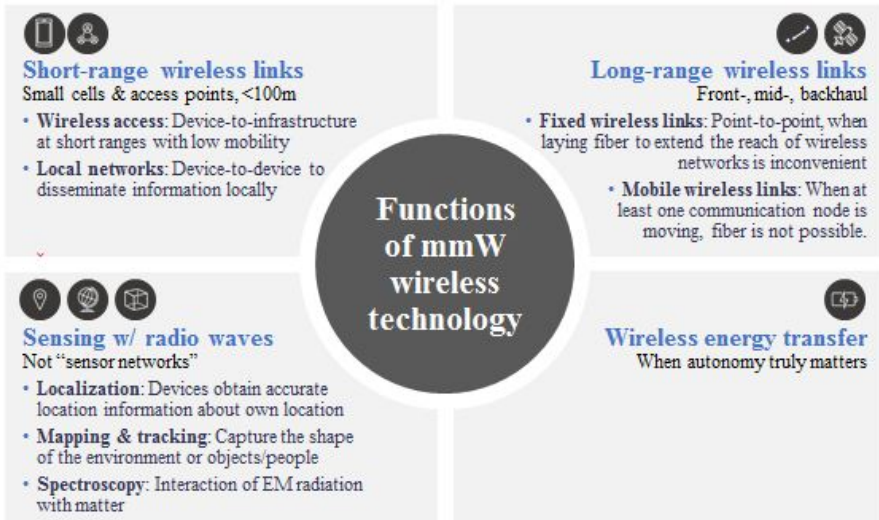 Short-range wireless links
Small cells & access points, <100m
• Wireless access: Device-to-infrastructure
at short ranges with low mobility
• Local networks: Device-to-device to
disseminate information locally
Long-range wireless links
Front-, mid-, backhaul
• Fixed wireless links: Point-to-point, when
laying fiber to extend the reach of wireless
networks is inconvenient
• Mobile wireless links: When at
least one communication node is
moving, fiber is not possible.
Functions
of mmW
wireless
technology
Sensing w/ radio waves
Not “sensor networks”
• Localization: Devices obtain accurate
location information about own location
• Mapping & tracking: Capture the shape
of the environment or objects/people
• Spectroscopy: Interaction of EM radiation
with matter
Wireless energy transfer
When autonomy truly matters